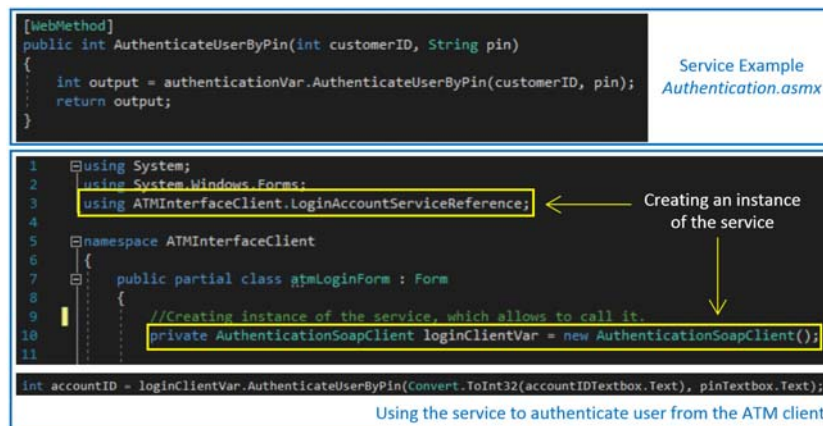 [WebMethod]
public int AuthenticateUserByPin(int customerID, String pin)
{
int output = authenticationVar.AuthenticateUserByPin(customerID, pin);
return output;
}
Service Example
Authentication.asmx
1 using System;
2 using System.Windows.Forms;
3 using ATMInterfaceClient.LoginAccountServiceReference;
4
5 namespace ATMInterfaceClient
6 {
7 public partial class atmLoginForm : Form
8 {
9 //Creating instance of the service, which allows to call it.
10 private AuthenticationSoapClient loginClientVar = new AuthenticationSoapClient();
11
Creating an instance
of the service
int accountID = loginClientVar.AuthenticateUserByPin(Convert.ToInt32(accountIDTextbox.Text), pinTextbox.Text);
Using the service to authenticate user from the ATM client